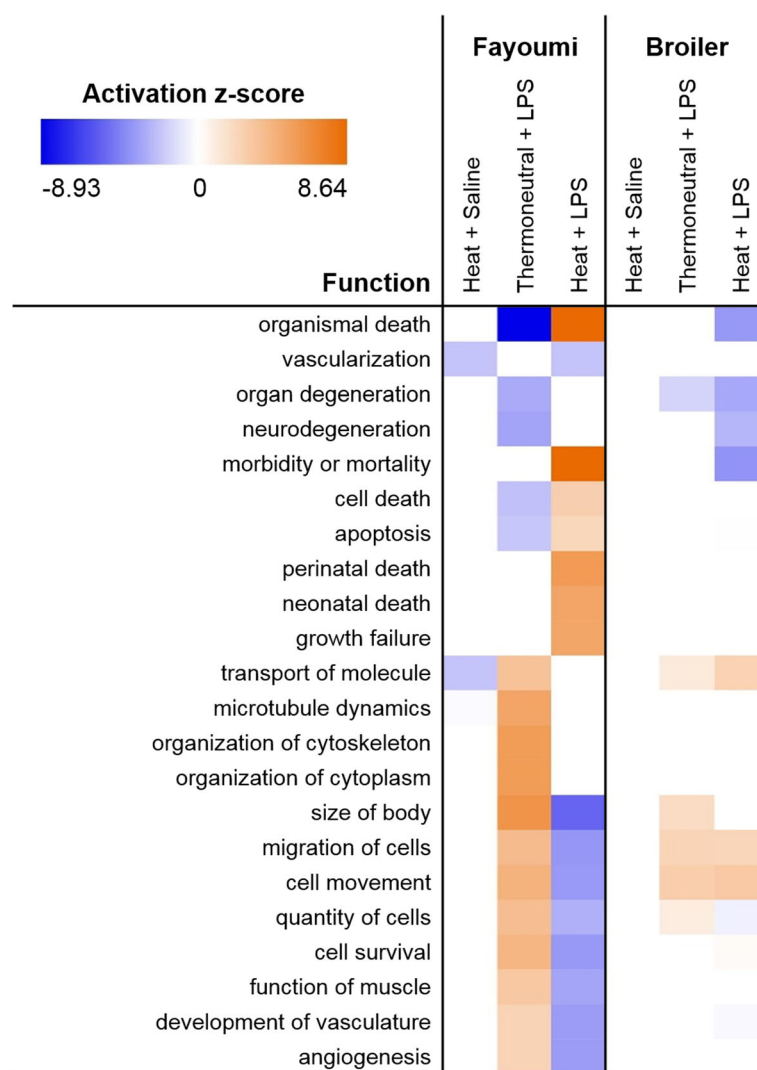 Fayoumi
Broiler
Activation z-score
-8.93 0 8.64
Heat + Saline
Thermoneutral + LPS
Heat + LPS
Heat + Saline
Thermoneutral + LPS
Heat + LPS
Function
organismal death
vascularization
organ degeneration
neurodegeneration
morbidity or mortality
cell death
apoptosis
perinatal death
neonatal death
growth failure
transport of molecule
microtubule dynamics
organization of cytoskeleton
organization of cytoplasm
size of body
migration of cells
cell movement
quantity of cells
cell survival
function of muscle
development of vasculature
angiogenesis